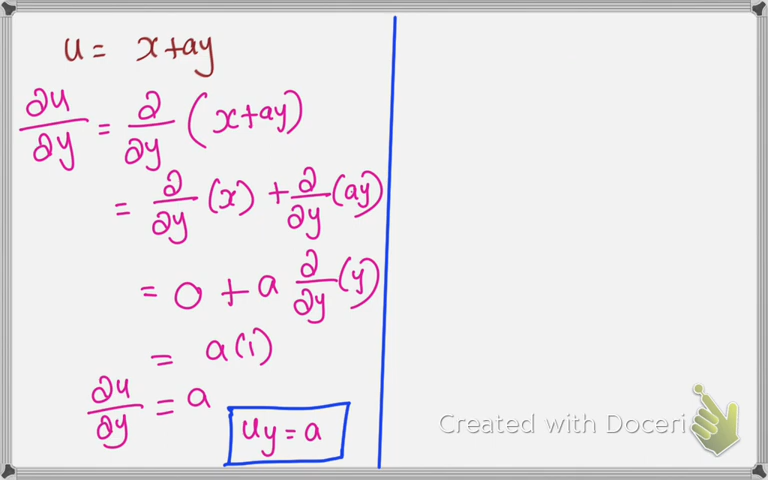 u = x+ay
∂u/∂y = ∂/∂y (x+ay)
= ∂/∂y (x) + ∂/∂y (ay)
= 0 + a ∂/∂y (y)
= a(1)
∂u/∂y = a
uy = a
Created with Doceri